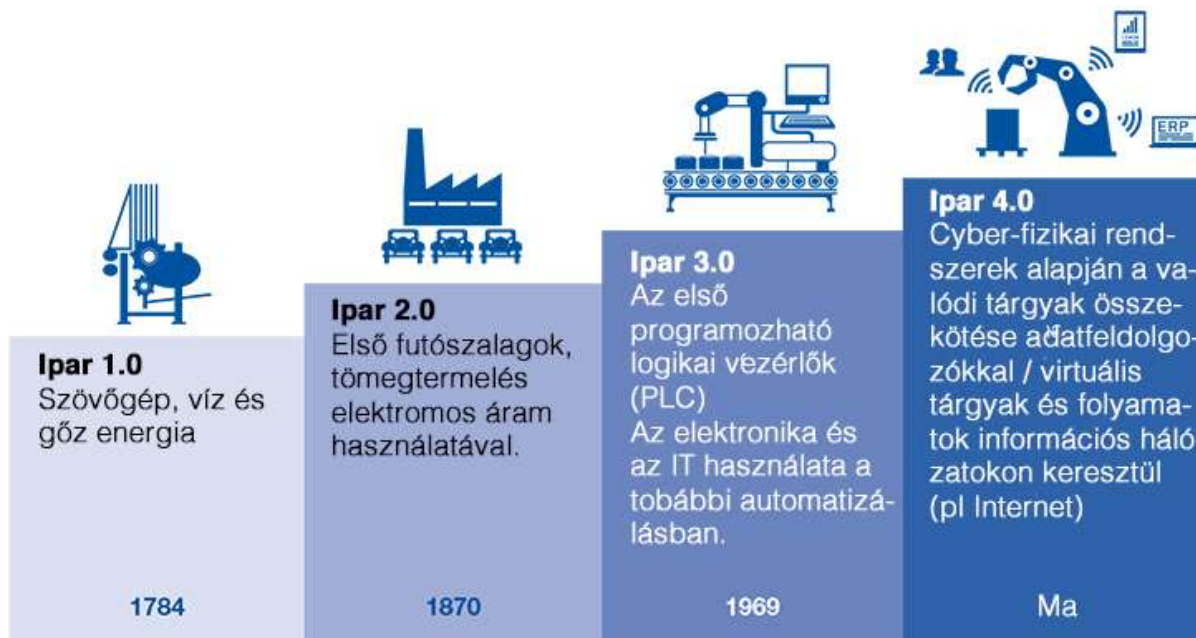 Ipar 1.0
Szövőgép, víz és
gőz energia
1784
Ipar 2.0
Első futószalagok,
tömegtermelés
elektromos áram
használatával.
1870
Ipar 3.0
Az első
programozható
logikai vezérlők
(PLC)
Az elektronika és
az IT használata a
tobábbi automatizá-
lásban.
1969
ERP
Ipar 4.0
Cyber-fizikai rend-
szerek alapján a va-
lódi tárgyak össze-
kötése adatfeldolgo-
zókkal / virtuális
tárgyak és folyama-
tok információs háló
zatokon keresztül
(pl Internet)
Ma